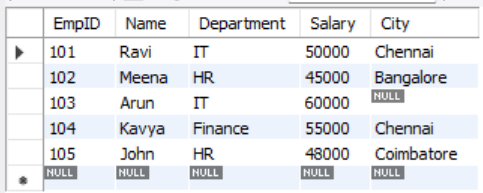 EmpID Name Department Salary City
101 Ravi IT 50000 Chennai
102 Meena HR 45000 Bangalore
103 Arun IT 60000 NULL
104 Kavya Finance 55000 Chennai
105 John HR 48000 Coimbatore
NULL NULL NULL NULL NULL